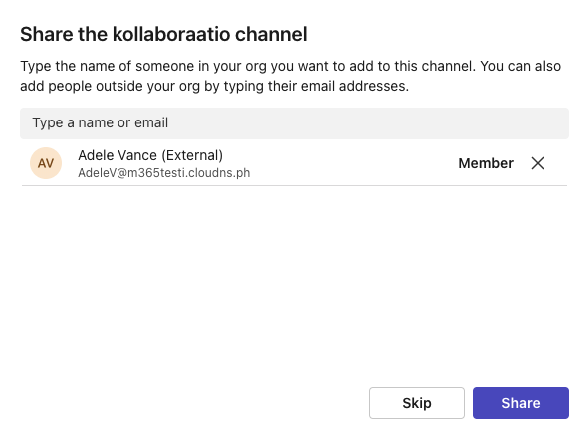 Share the kollaboraatio channel
Type the name of someone in your org you want to add to this channel. You can also
add people outside your org by typing their email addresses.
Type a name or email
AV
Adele Vance (External)
AdeleV@m365testi.cloudns.ph
Member
Skip
Share